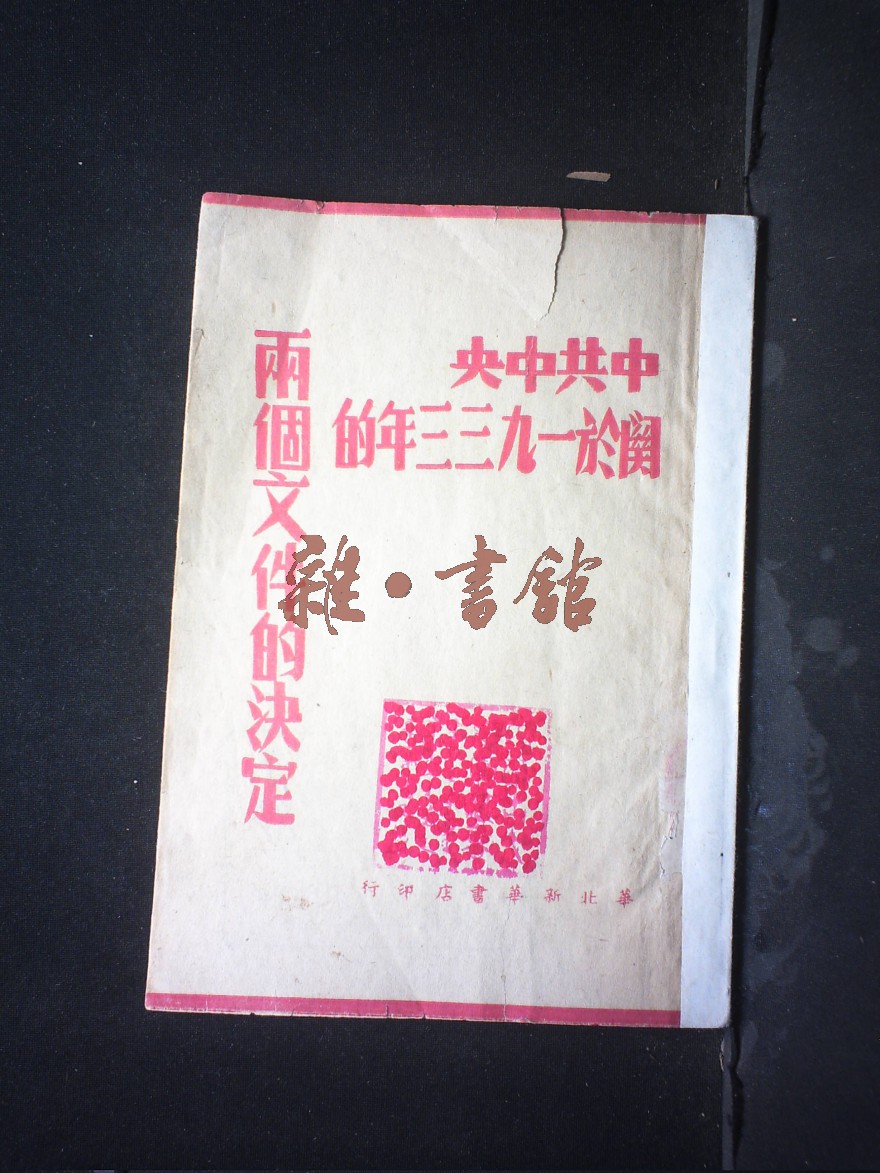 中共中央
關於一九三三年的
兩個文件的決定
雜·書館
華北新華書店印行